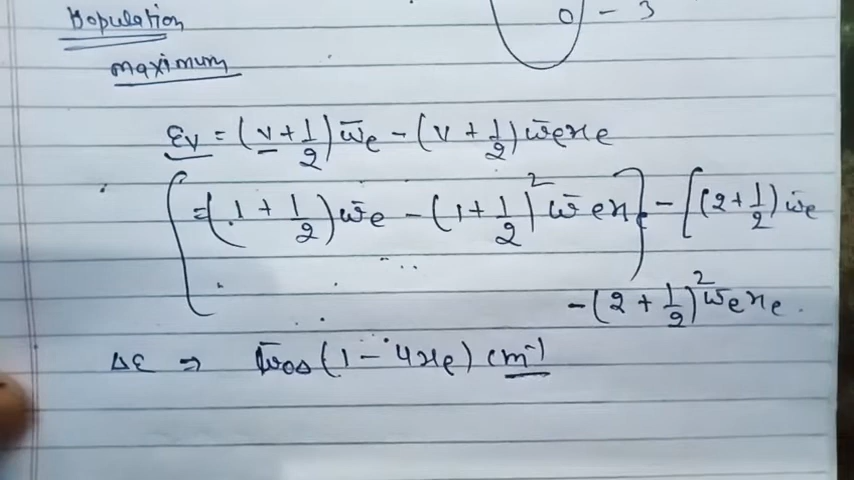 Population
0 - 3
maximum
εv = (v + 1/2) ω̄e - (v + 1/2) ω̄exe
= (1 + 1/2) ω̄e - (1 + 1/2)² ω̄ex] - [(2 + 1/2) ω̄e
- (2 + 1/2)² ω̄exe.
Δε ⇒ (1 - 4xe) cm⁻¹